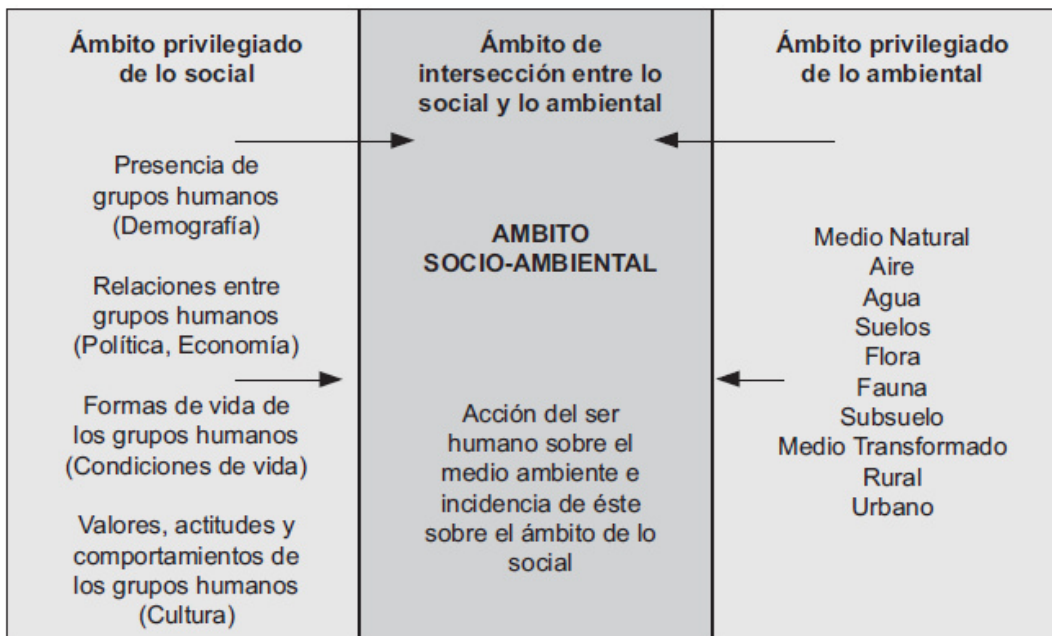 Ámbito privilegiado
de lo social
Presencia de
grupos humanos
(Demografía)
Relaciones entre
grupos humanos
(Política, Economía)
Formas de vida de
los grupos humanos
(Condiciones de vida)
Valores, actitudes y
comportamientos de
los grupos humanos
(Cultura)
Ámbito de
intersección entre lo
social y lo ambiental
AMBITO
SOCIO-AMBIENTAL
Acción del ser
humano sobre el
medio ambiente e
incidencia de éste
sobre el ámbito de lo
social
Ámbito privilegiado
de lo ambiental
Medio Natural
Aire
Agua
Suelos
Flora
Fauna
Subsuelo
Medio Transformado
Rural
Urbano